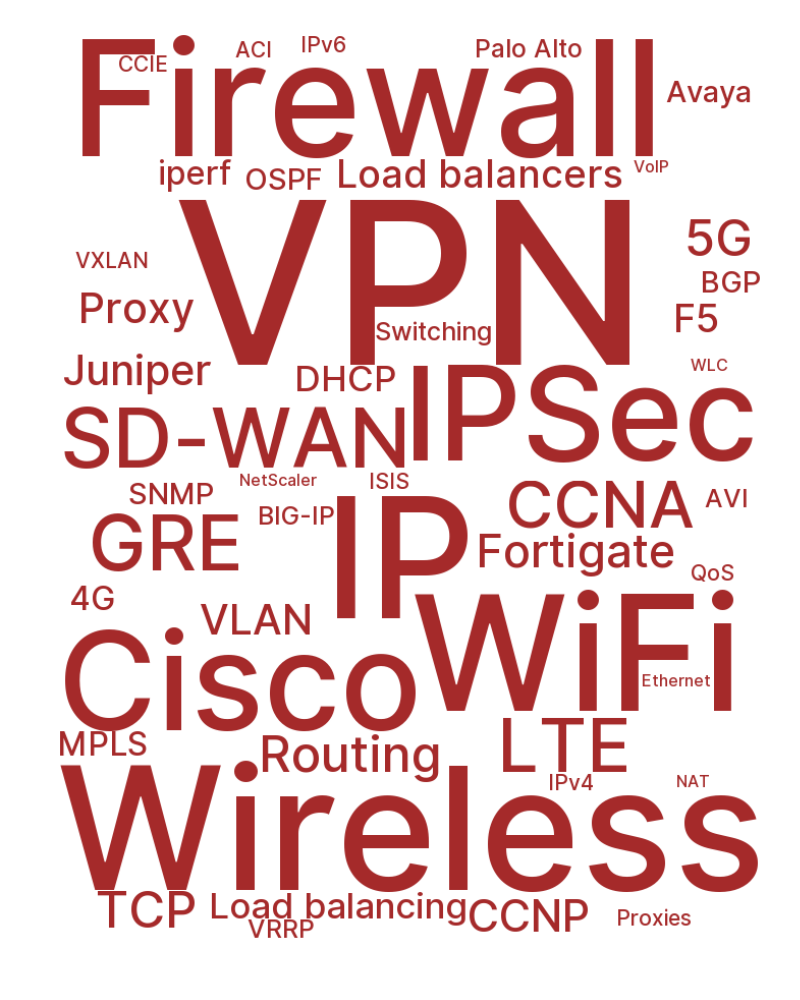 CCIE
ACI
IPv6
Palo Alto
Firewall
Avaya
iperf
OSPF
Load balancers
VoIP
VPN
5G
VXLAN
BGP
Proxy
F5
Switching
Juniper
DHCP
WLC
IPSec
SD-WAN
NetScaler
ISIS
SNMP
CCNA
AVI
BIG-IP
GRE
IP
Fortigate
QoS
4G
VLAN
WiFi
Cisco
Ethernet
MPLS
Routing
LTE
IPv4
NAT
Wireless
TCP
Load balancing
CCNP
Proxies
VRRP